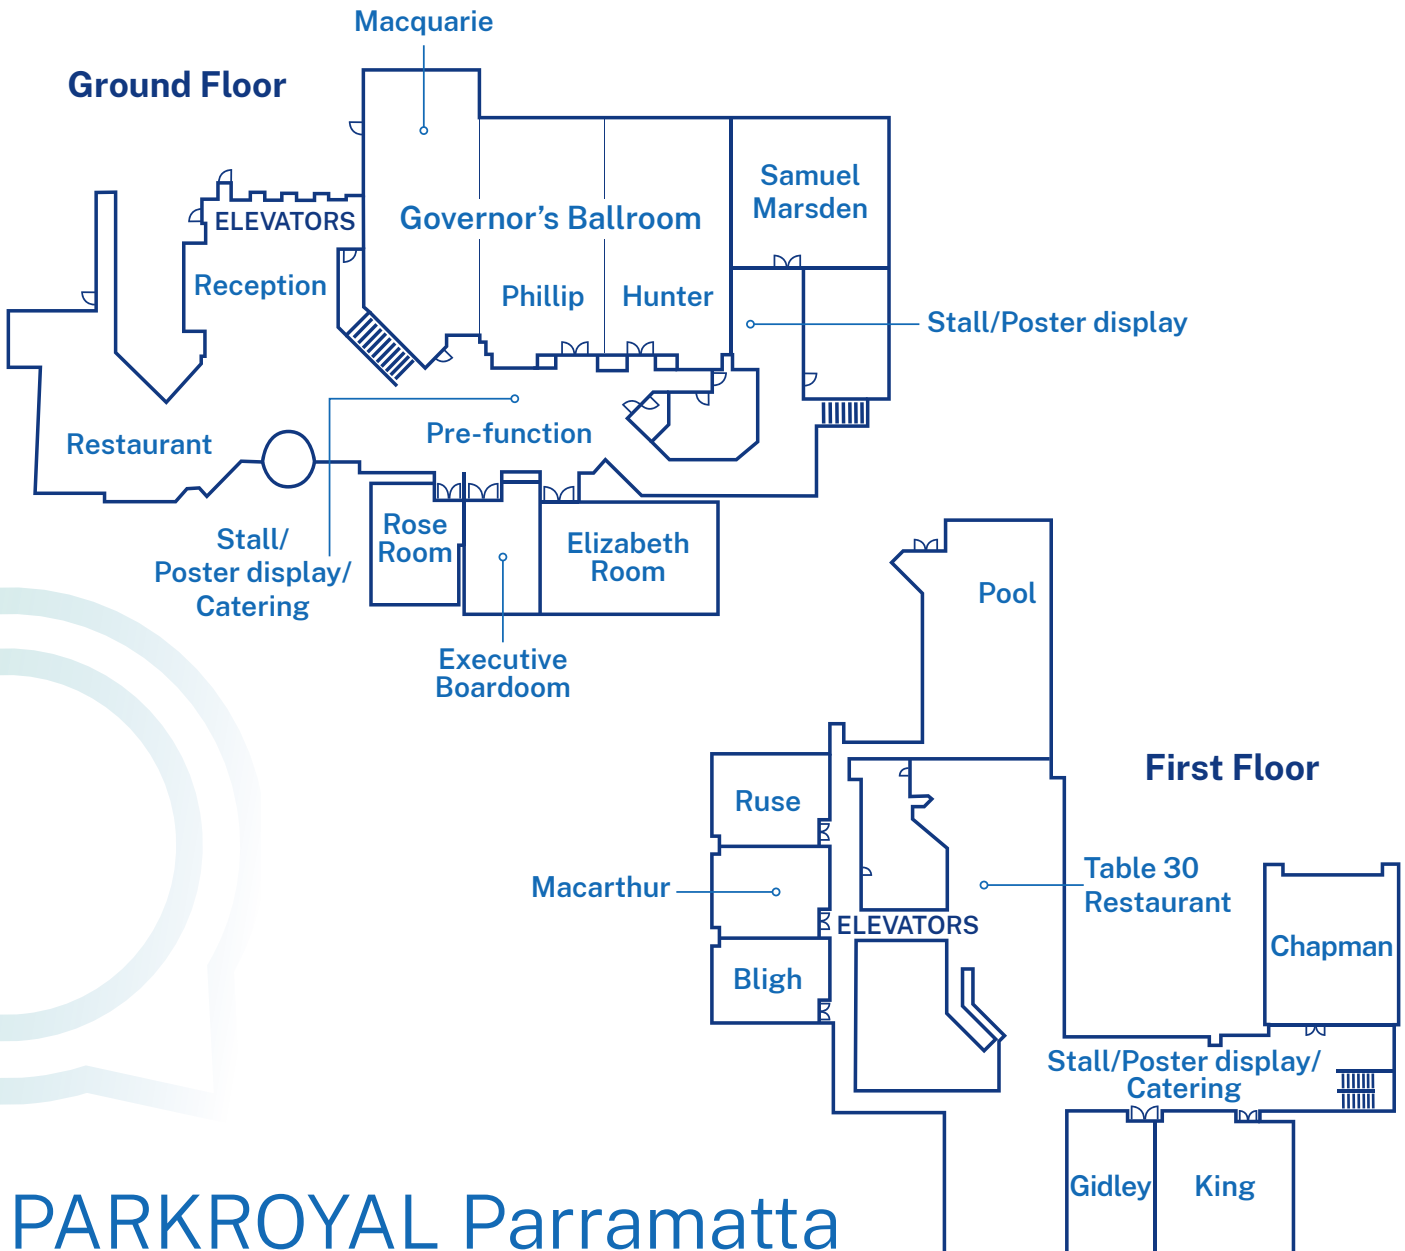 Macquarie
Ground Floor
Samuel
Marsden
ELEVATORS
Governor's Ballroom
Reception
Phillip
Hunter
Stall/Poster display
Restaurant
Pre-function
Rose
Room
Stall/
Poster display/
Catering
Elizabeth
Room
Executive
Boardoom
Pool
First Floor
Ruse
Macarthur
Table 30
Restaurant
ELEVATORS
Chapman
Bligh
Stall/Poster display/
Catering
Gidley
King
PARKROYAL Parramatta